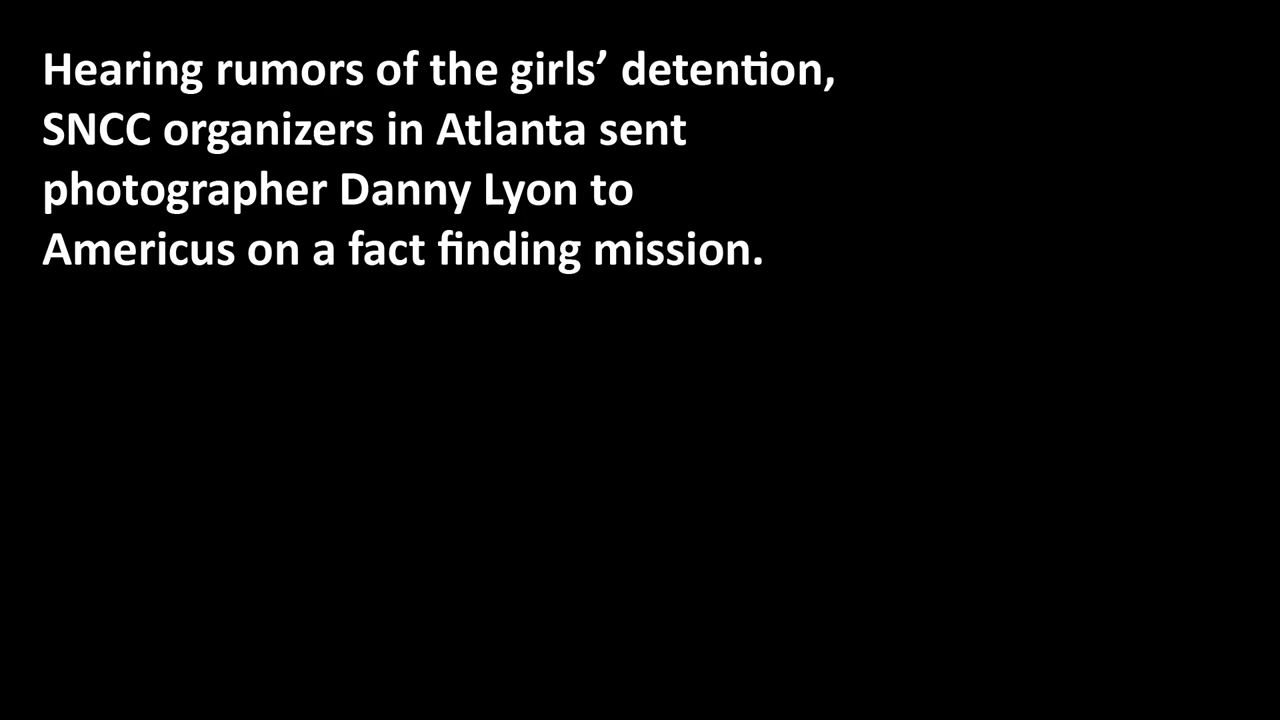 Hearing rumors of the girls’ detention,
SNCC organizers in Atlanta sent
photographer Danny Lyon to
Americus on a fact finding mission.